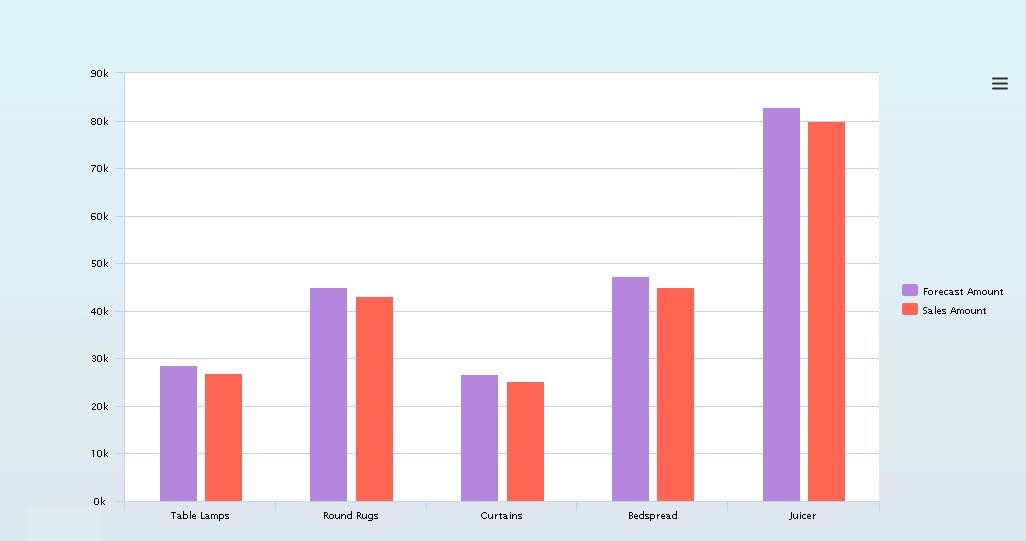 90k
80k
70k
60k
50k
40k
30k
20k
10k
0k
Table Lamps Round Rugs Curtains Bedspread Juicer
Forecast Amount
Sales Amount